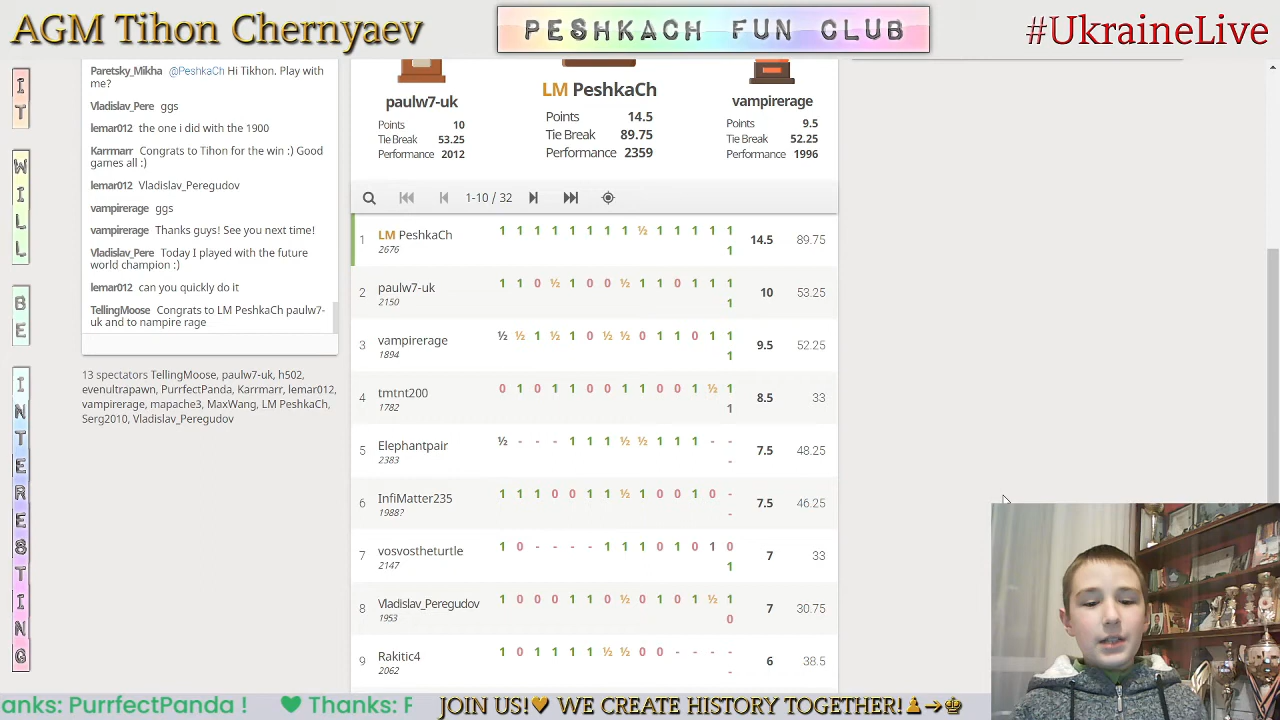 AGM Tihon Chernyaev
PESHKACH FUN CLUB
#UkraineLive
IT
WILL
BE
INTERESTING
Paretsky_Mikha @PeshkaCh Hi Tikhon. Play with
me?
Vladislav_Pere ggs
lemar012 the one i did with the 1900
Karrmarr Congrats to Tihon for the win :) Good
games all :)
lemar012 Vladislav_Peregudov
vampirerage ggs
vampirerage Thanks guys! See you next time!
Vladislav_Pere Today I played with the future
world champion :)
lemar012 can you quickly do it
TellingMoose Congrats to LM PeshkaCh paulw7-
uk and to nampire rage
13 spectators TellingMoose, paulw7-uk, h502,
evenultrapawn, PurrfectPanda, Karrmarr, lemar012,
vampirerage, mapache3, MaxWang, LM PeshkaCh,
Serg2010, Vladislav_Peregudov
paulw7-uk
Points 10
Tie Break 53.25
Performance 2012
LM PeshkaCh
Points 14.5
Tie Break 89.75
Performance 2359
vampirerage
Points 9.5
Tie Break 52.25
Performance 1996
1-10 / 32
1 LM PeshkaCh 1 1 1 1 1 1 1 1 ½ 1 1 1 1 1 14.5 89.75
2676 1
2 paulw7-uk 1 1 0 ½ 1 0 0 ½ 1 1 0 1 1 1 10 53.25
2150 1
3 vampirerage ½ ½ 1 ½ 1 0 ½ ½ 0 1 1 0 1 1 9.5 52.25
1894 1
4 tmtnt200 0 1 0 1 1 0 0 1 1 0 0 1 ½ 1 8.5 33
1782 1
5 Elephantpair ½ - - - 1 1 1 ½ ½ 1 1 1 - - 7.5 48.25
2383 -
6 InfiMatter235 1 1 1 0 0 1 1 ½ 1 0 0 1 0 - 7.5 46.25
1988? -
7 vosvostheturtle 1 0 - - - - 1 1 1 0 1 0 1 0 7 33
2147 1
8 Vladislav_Peregudov 1 0 0 0 1 1 0 ½ 0 1 0 1 ½ 1 7 30.75
1953 0
9 Rakitic4 1 0 1 1 1 1 ½ ½ 0 0 - - - - 6 38.5
2062 -
anks: PurrfectPanda ! Thanks: F
JOIN US!♥ WE CREATE HISTORY TOGETHER!♟→♚